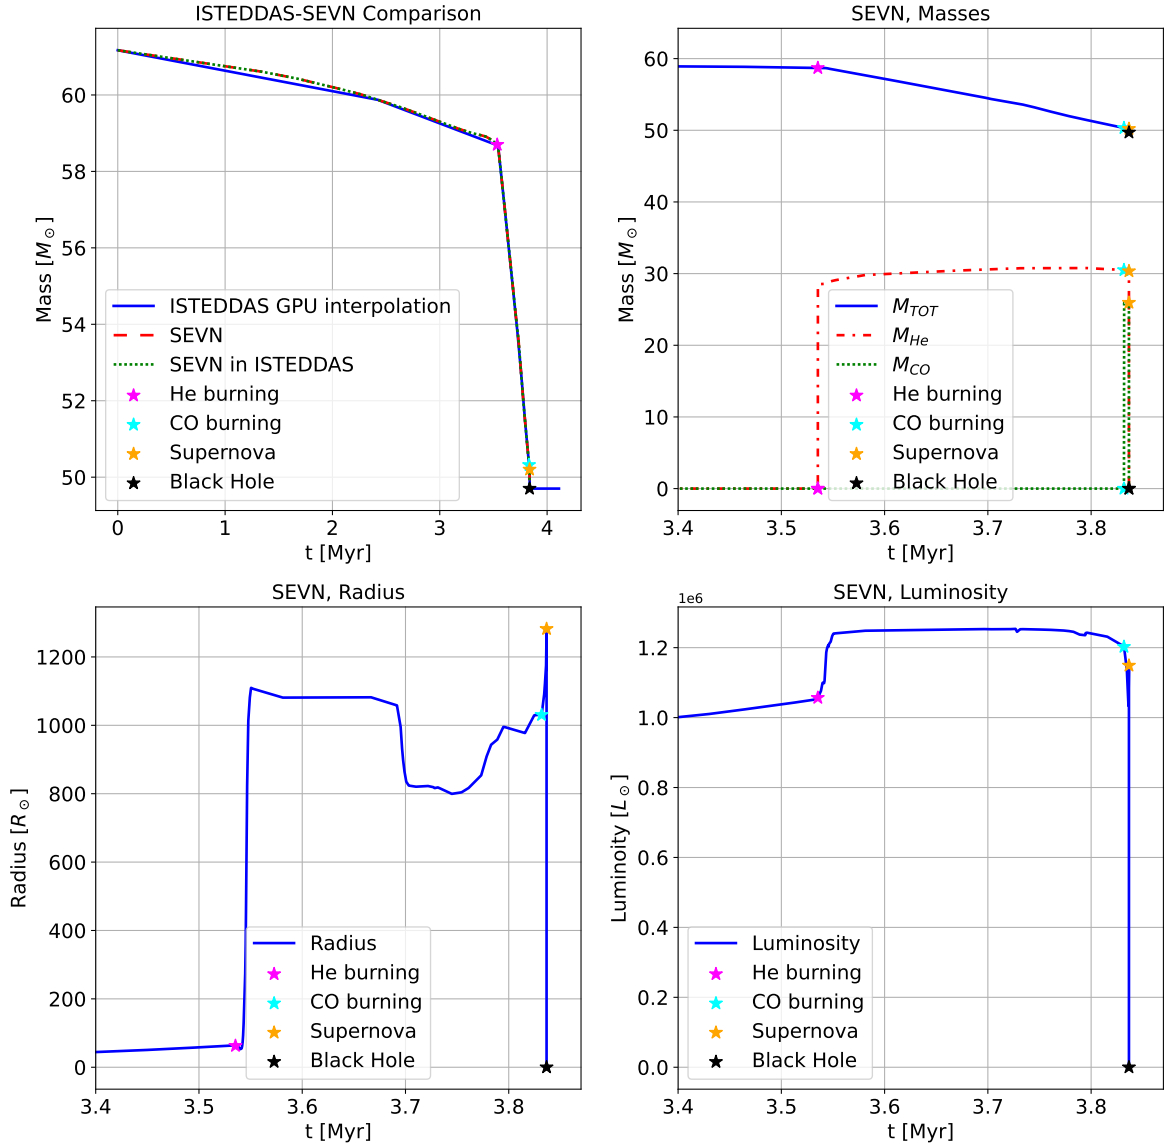 ISTEDDAS-SEVN Comparison
Mass [M⊙]
60
58
56
54
52
50
ISTEDDAS GPU interpolation
SEVN
SEVN in ISTEDDAS
He burning
CO burning
Supernova
Black Hole
0 1 2 3 4
t [Myr]
SEVN, Masses
Mass [M⊙]
60
50
40
30
20
10
0
M_TOT
M_He
M_CO
He burning
CO burning
Supernova
Black Hole
3.4 3.5 3.6 3.7 3.8
t [Myr]
SEVN, Radius
Radius [R⊙]
1200
1000
800
600
400
200
0
Radius
He burning
CO burning
Supernova
Black Hole
3.4 3.5 3.6 3.7 3.8
t [Myr]
SEVN, Luminosity
1e6
Luminoity [L⊙]
1.2
1.0
0.8
0.6
0.4
0.2
0.0
Luminosity
He burning
CO burning
Supernova
Black Hole
3.4 3.5 3.6 3.7 3.8
t [Myr]